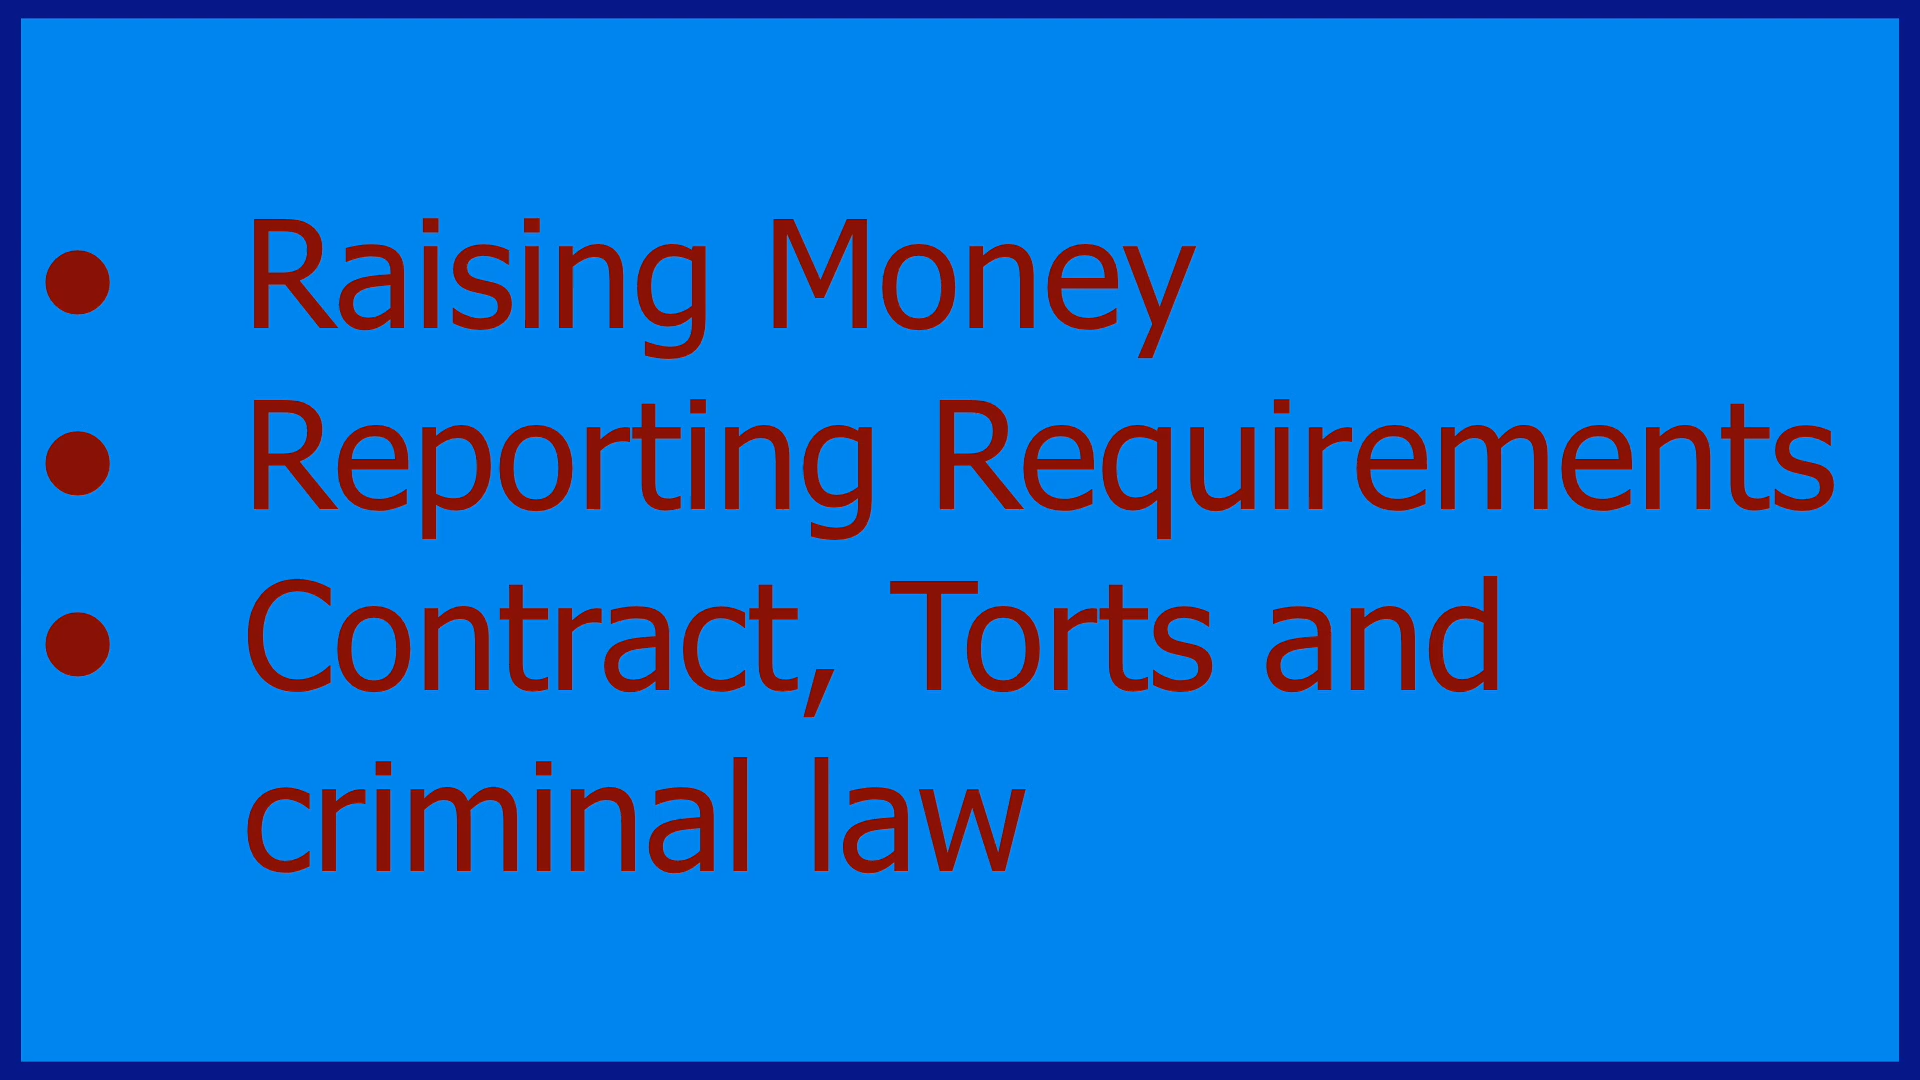 • Raising Money
• Reporting Requirements
• Contract, Torts and
criminal law